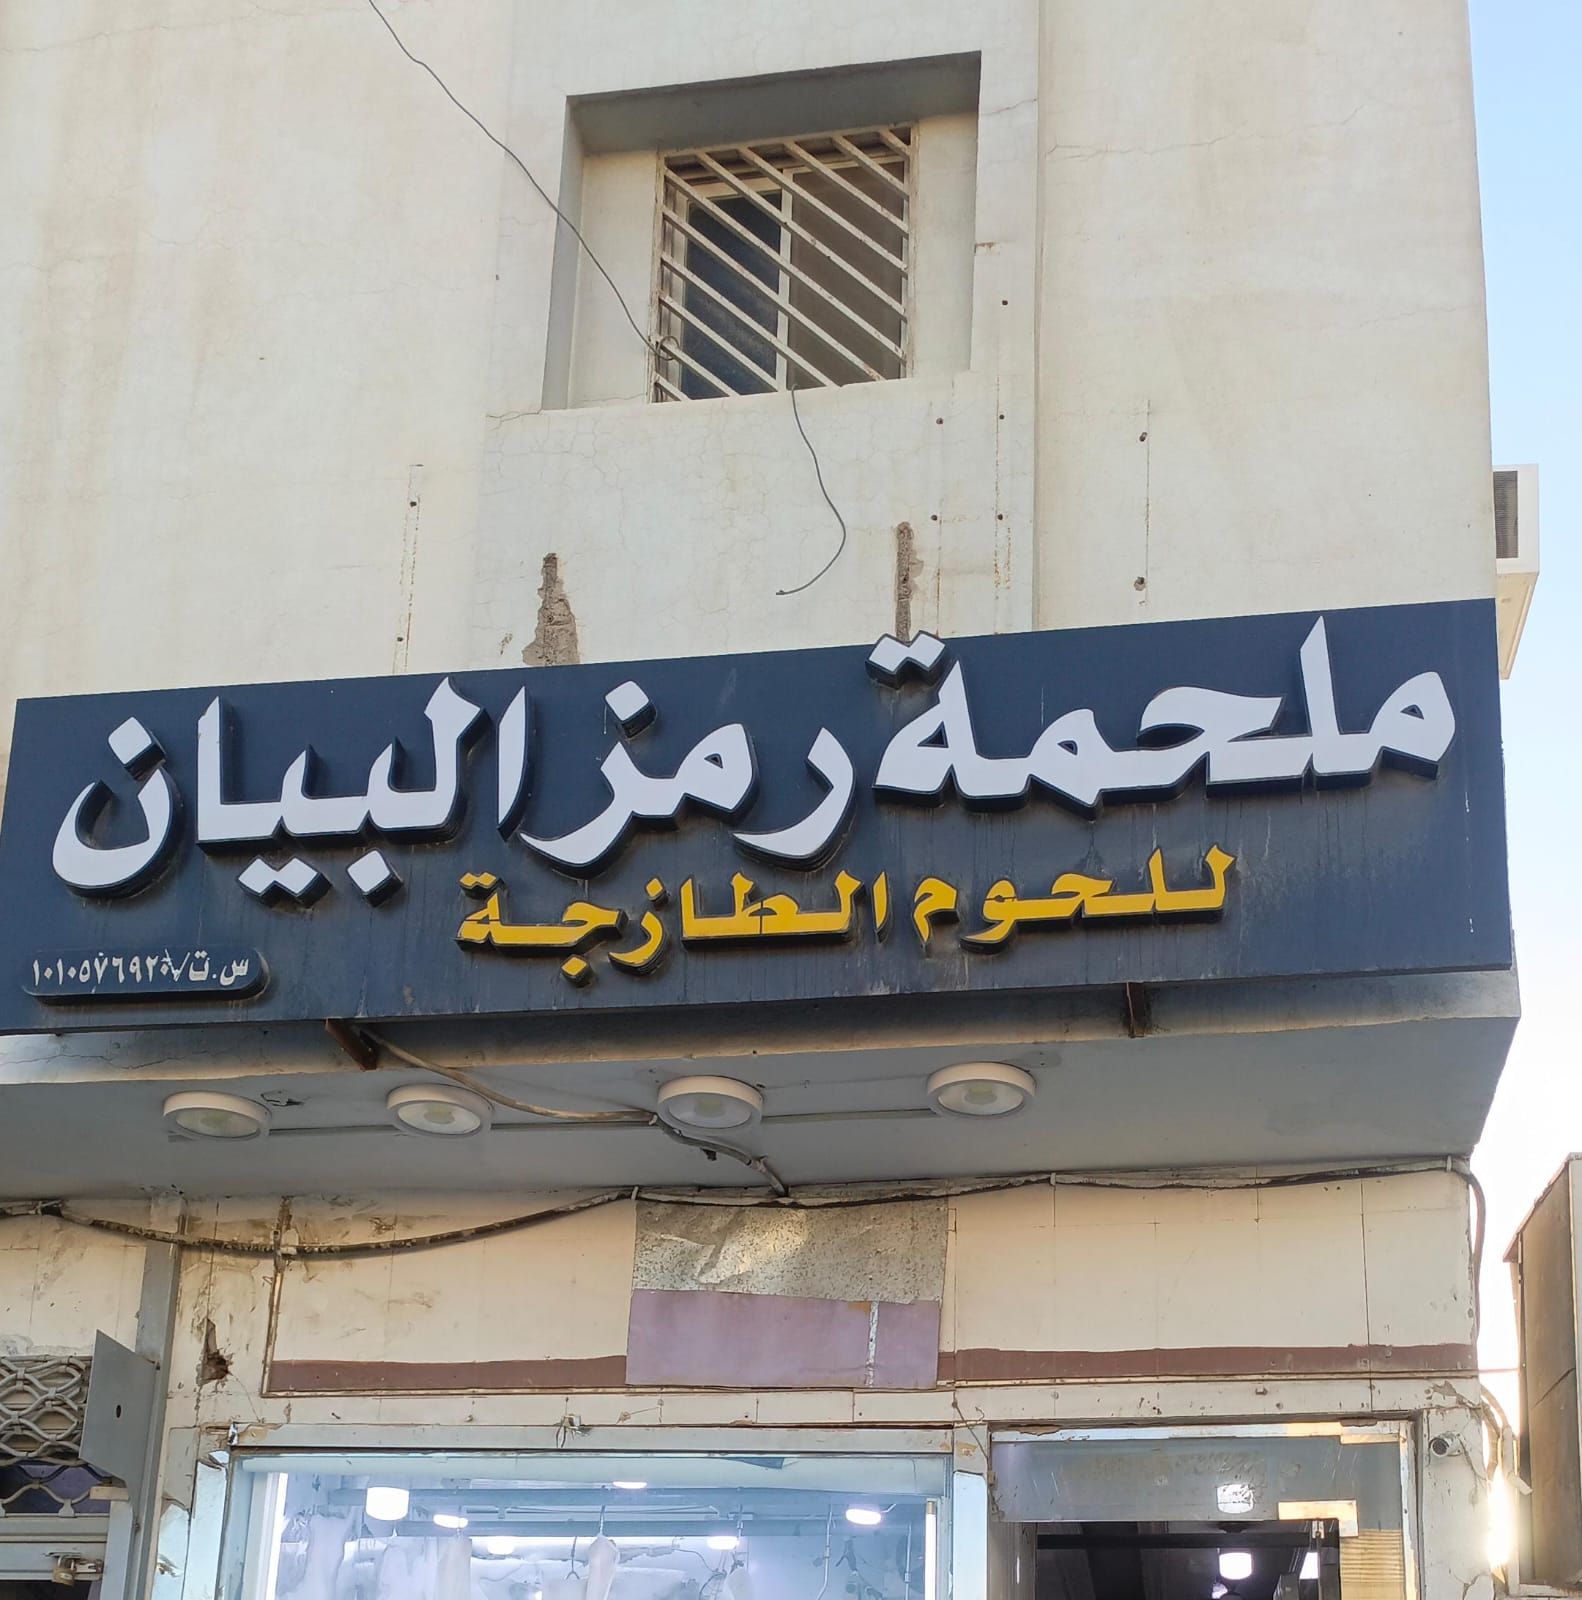 ملحمة رمز البيان
للحوم الطازجة
س.ت/١٠١٠٥٧٦٩٢٠